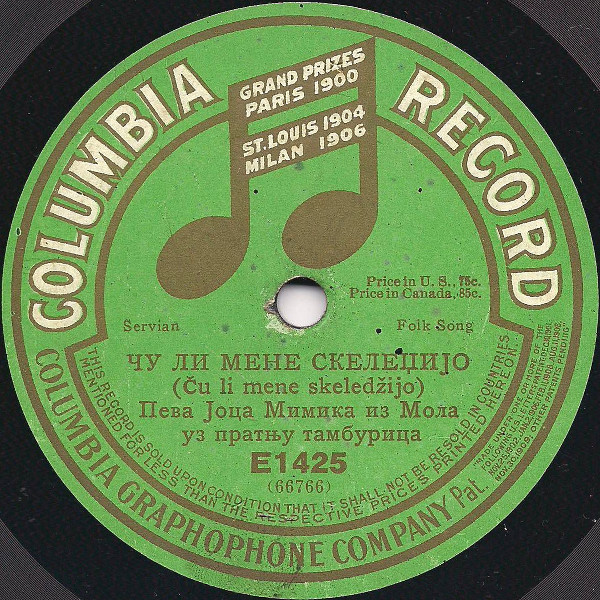 COLUMBIA RECORD
GRAND PRIZES
PARIS 1900
ST. LOUIS 1904
MILAN 1906
Price in U. S., 75c.
Price in Canada, 85c.
Servian
Folk Song
ЧУ ЛИ МЕНЕ СКЕЛЕЏИЈО
(Ču li mene skeledžijo)
Пева Јоца Мимика из Мола
уз пратњу тамбурица
E1425
(66766)
THIS RECORD IS SOLD UPON CONDITION THAT IT SHALL NOT BE RESOLD IN COUNTRIES
MENTIONED FOR LESS THAN THE RESPECTIVE PRICES PRINTED HEREON.
COLUMBIA GRAPHOPHONE COMPANY Pat.